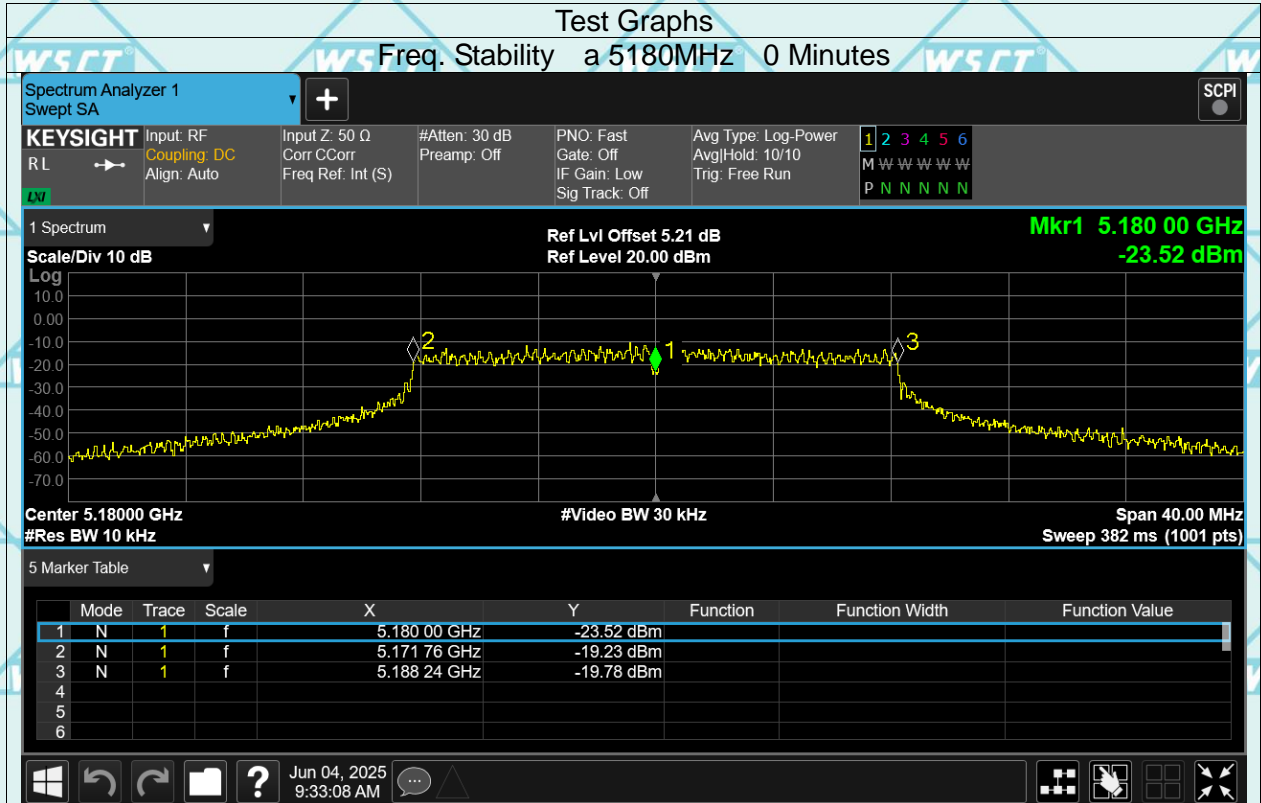 Test Graphs
Freq. Stability a 5180MHz 0 Minutes
WSCT® WSCT WSCT®
Spectrum Analyzer 1
Swept SA
+
SCPI
KEYSIGHT Input: RF Input Z: 50 Ω #Atten: 30 dB PNO: Fast Avg Type: Log-Power 1 2 3 4 5 6
RL Coupling: DC Corr CCorr Preamp: Off Gate: Off Avg|Hold: 10/10 M W W W W W
Align: Auto Freq Ref: Int (S) IF Gain: Low Trig: Free Run P N N N N N
LXI Sig Track: Off
1 Spectrum
Ref Lvl Offset 5.21 dB Mkr1 5.180 00 GHz
Scale/Div 10 dB Ref Level 20.00 dBm -23.52 dBm
Log
10.0
0.00
-10.0
-20.0
-30.0
-40.0
-50.0
-60.0
-70.0
2 1 3
Center 5.18000 GHz #Video BW 30 kHz Span 40.00 MHz
#Res BW 10 kHz Sweep 382 ms (1001 pts)
5 Marker Table
Mode Trace Scale X Y Function Function Width Function Value
1 N 1 f 5.180 00 GHz -23.52 dBm
2 N 1 f 5.171 76 GHz -19.23 dBm
3 N 1 f 5.188 24 GHz -19.78 dBm
4
5
6
? Jun 04, 2025
9:33:08 AM